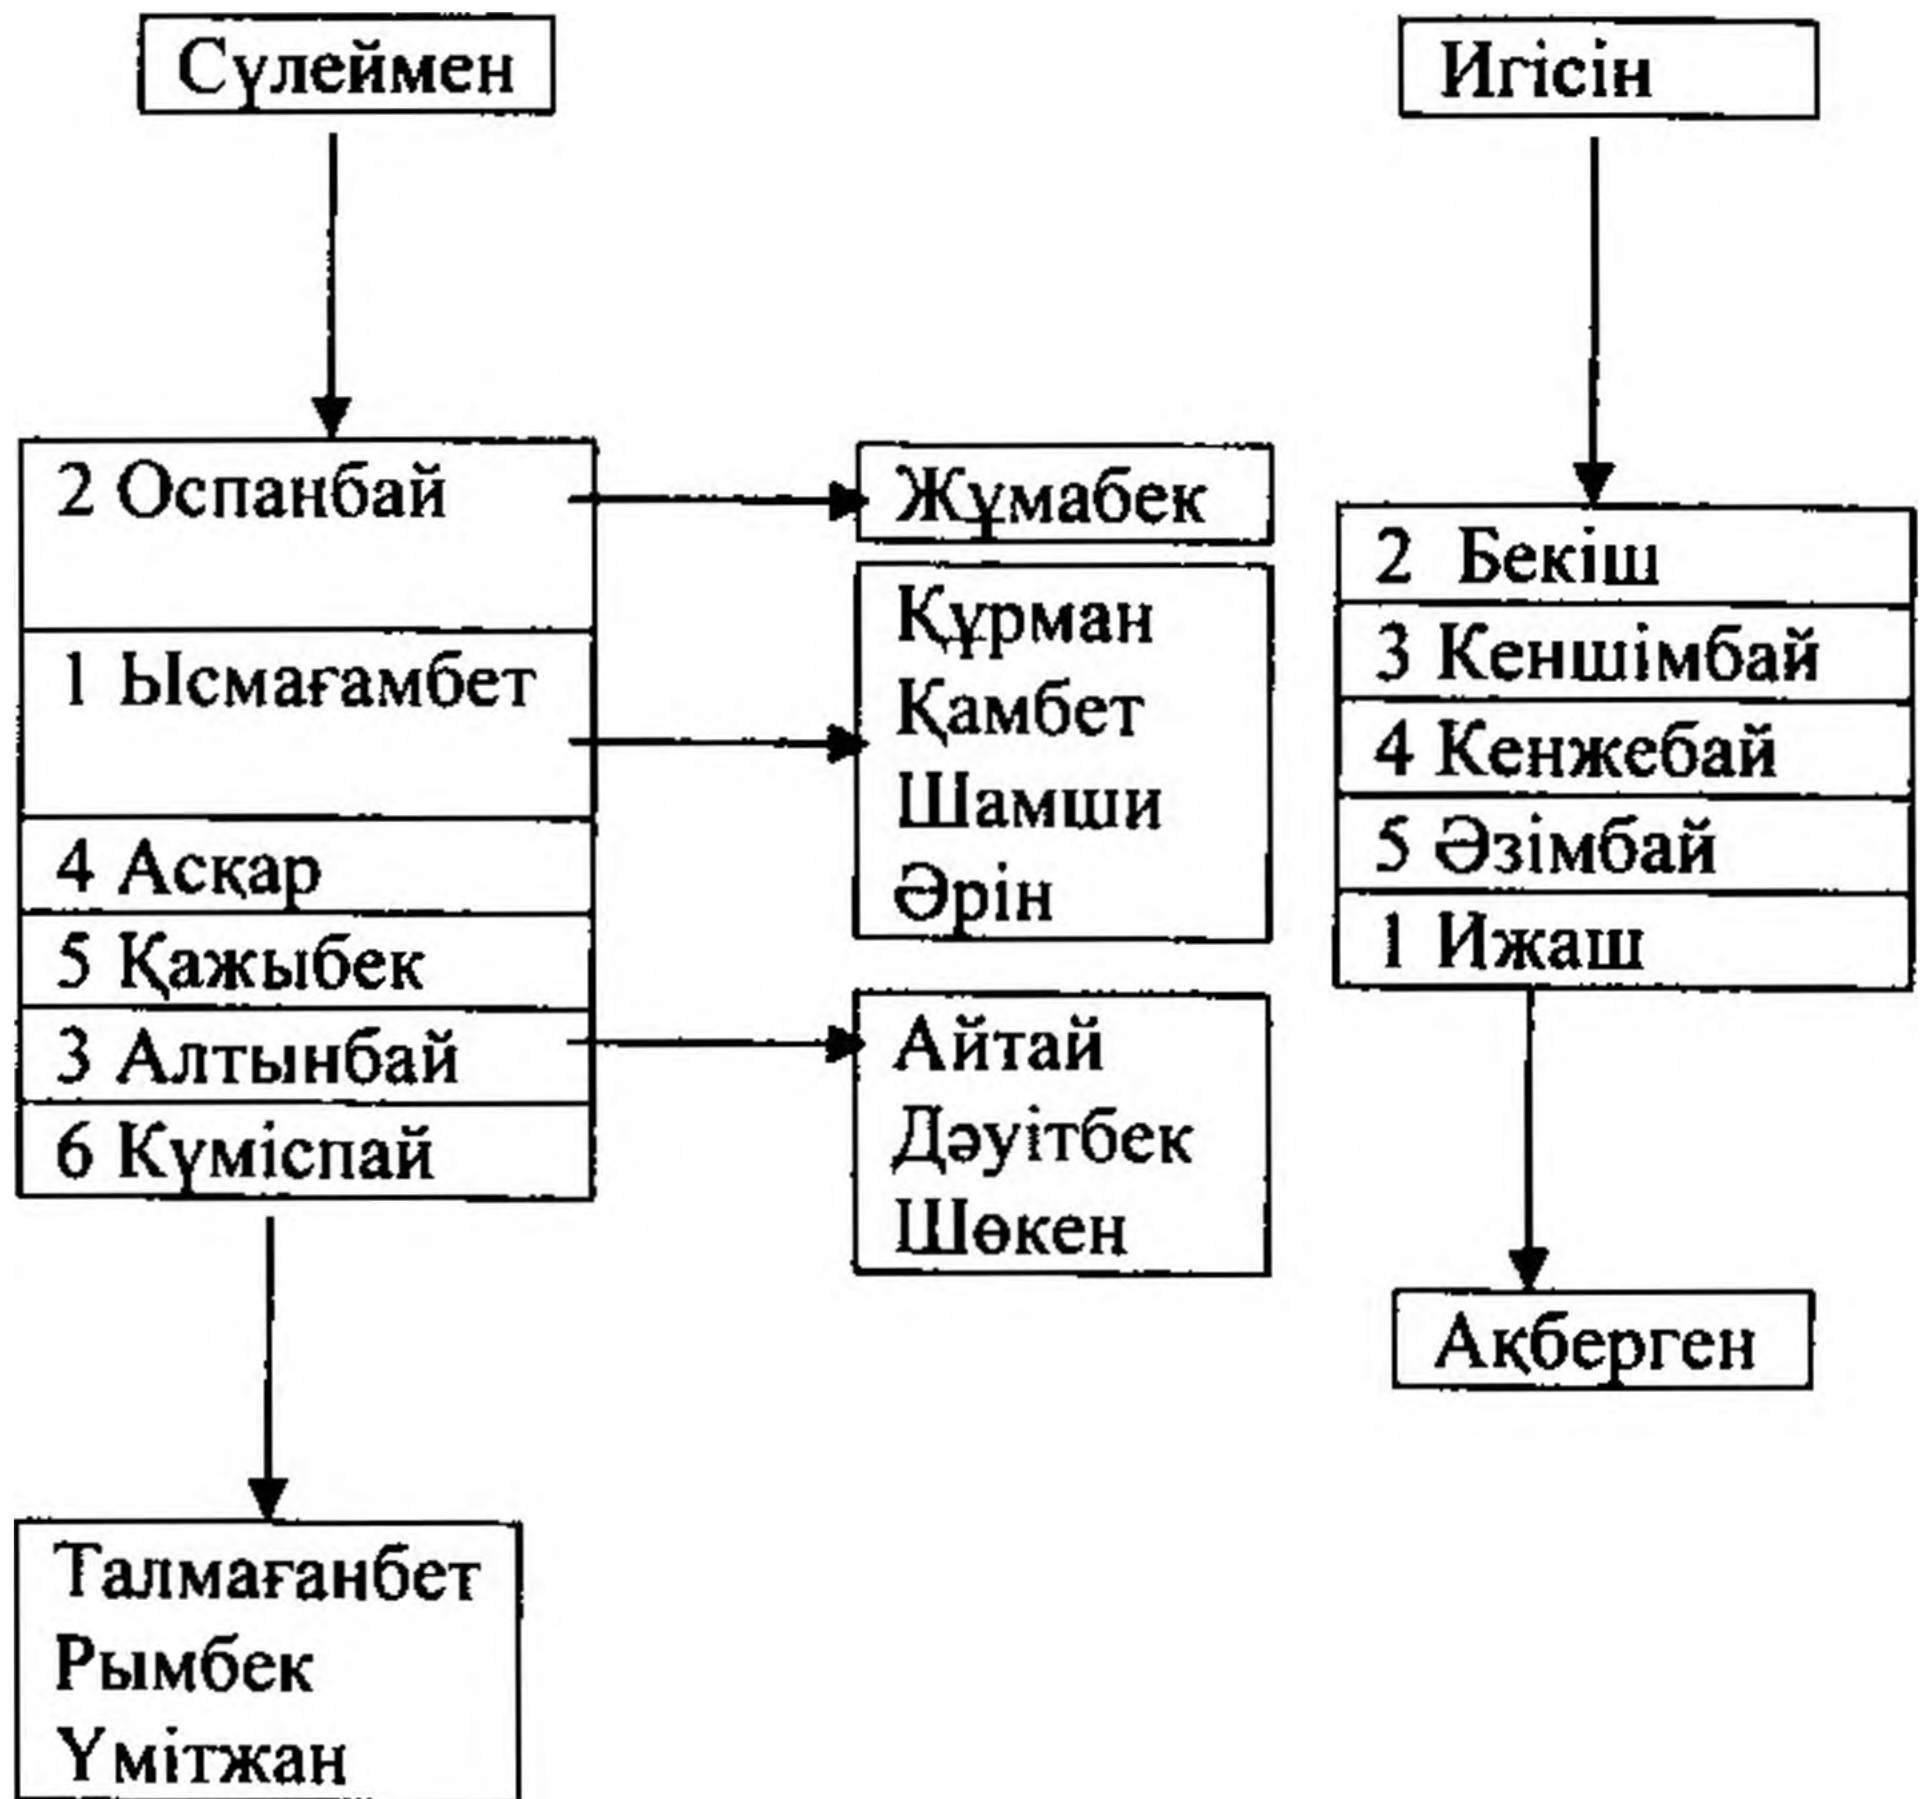 Сүлеймен
2 Оспанбай
1 Ысмағамбет
4 Асқар
5 Қажыбек
3 Алтынбай
6 Күміспай
Жұмабек
Құрман
Қамбет
Шамши
Әрін
Айтай
Дәуітбек
Шөкен
Талмағанбет
Рымбек
Үмітжан
Игісін
2 Бекіш
3 Кеншімбай
4 Кенжебай
5 Әзімбай
1 Ижаш
Ақберген